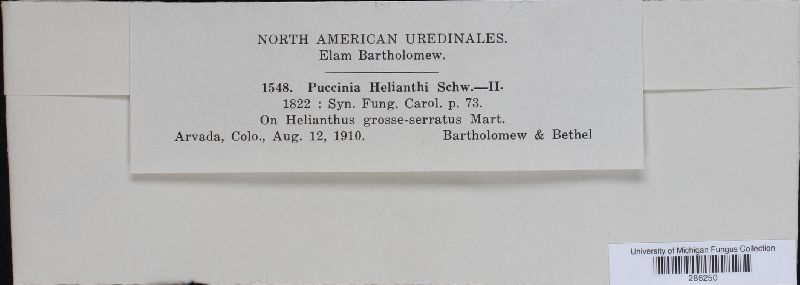 NORTH AMERICAN UREDINALES.
Elam Bartholomew.
1548. Puccinia Helianthi Schw.—II.
1822 : Syn. Fung. Carol. p. 73.
On Helianthus grosse-serratus Mart.
Arvada, Colo., Aug. 12, 1910. Bartholomew & Bethel
University of Michigan Fungus Collection
286250